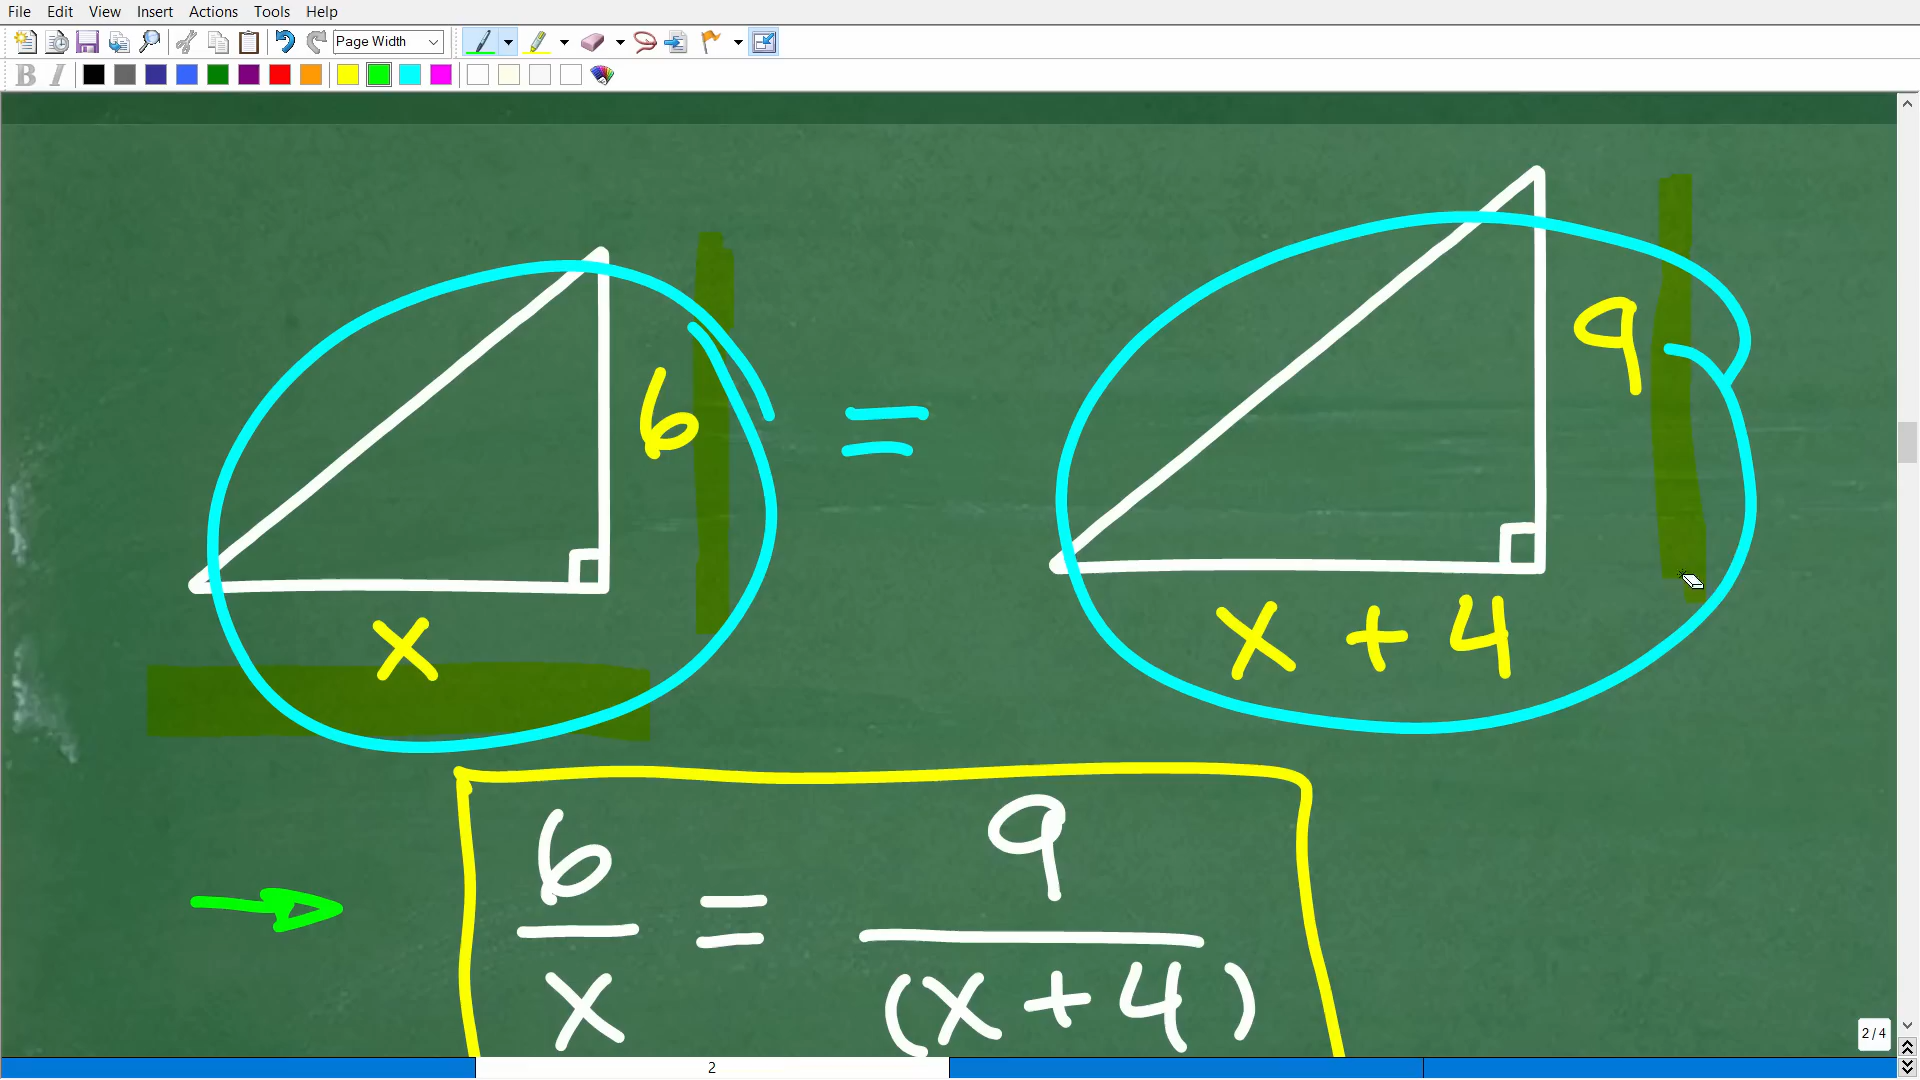 File Edit View Insert Actions Tools Help
Page Width
B I
6 = 9
x x + 4
6 = 9
x (x + 4)
2 / 4
2